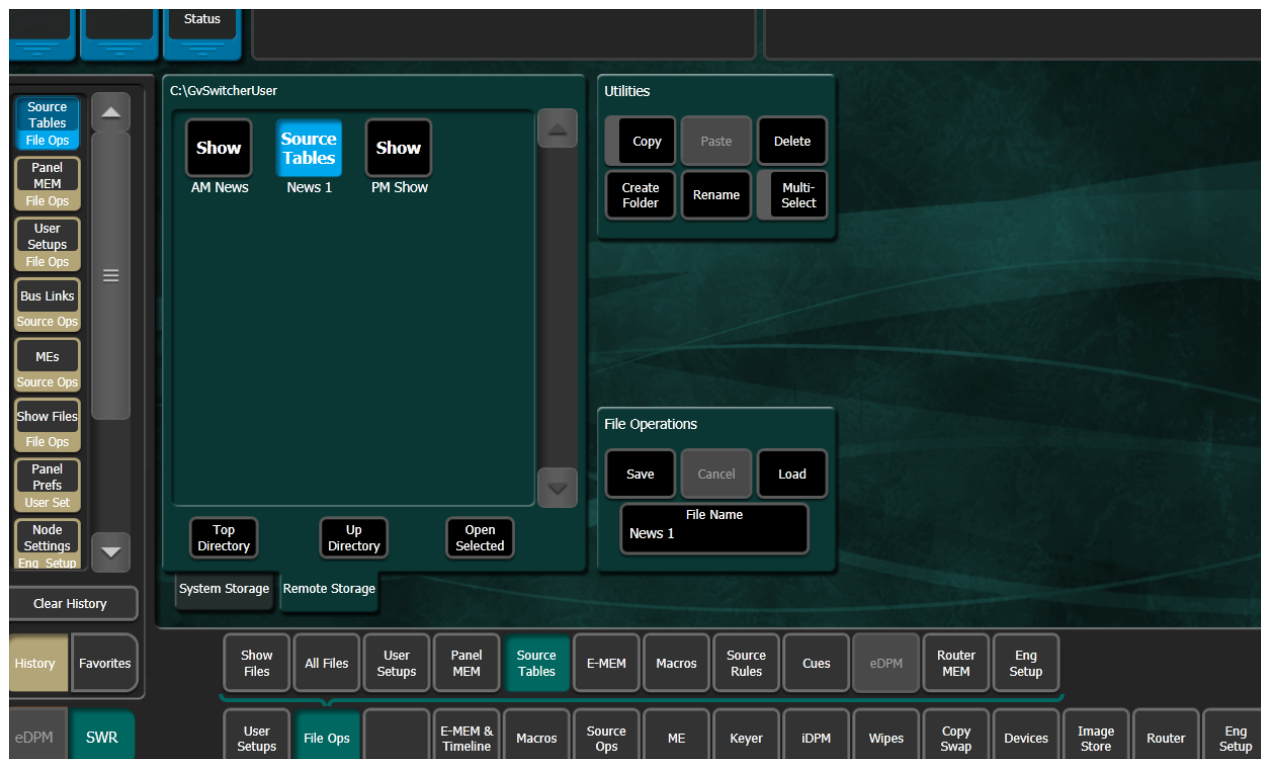 Status
C:\GvSwitcherUser
Utilities
Source
Tables
File Ops
Panel
MEM
File Ops
User
Setups
File Ops
Bus Links
Source Ops
MEs
Source Ops
Show Files
File Ops
Panel
Prefs
User Set
Node
Settings
Eng Setup
Clear History
History
Favorites
eDPM
SWR
Show
AM News
Source
Tables
News 1
Show
PM Show
Top
Directory
Up
Directory
Open
Selected
System Storage
Remote Storage
Copy
Paste
Delete
Create
Folder
Rename
Multi-
Select
File Operations
Save
Cancel
Load
File Name
News 1
Show
Files
All Files
User
Setups
Panel
MEM
Source
Tables
E-MEM
Macros
Source
Rules
Cues
eDPM
Router
MEM
Eng
Setup
User
Setups
File Ops
E-MEM &
Timeline
Macros
Source
Ops
ME
Keyer
iDPM
Wipes
Copy
Swap
Devices
Image
Store
Router
Eng
Setup